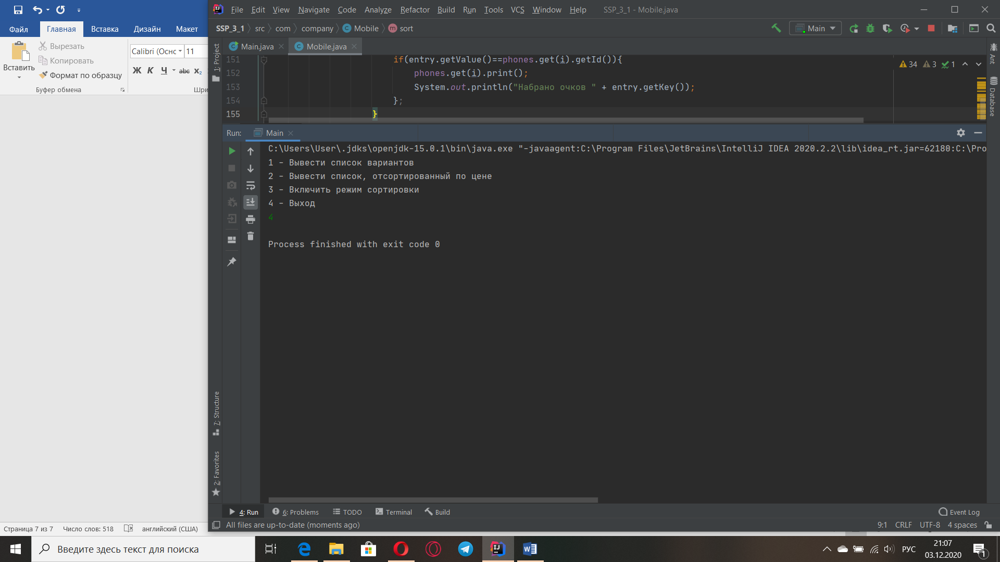 Файл Главная Вставка Дизайн Макет
Вставить
Вырезать
Копировать
Формат по образцу
Буфер обмена
Calibri (Оснс 11
Ж К Ч abc x₂
Шри
Страница 7 из 7 Число слов: 518 английский (США)
File Edit View Navigate Code Analyze Refactor Build Run Tools VCS Window Help SSP_3_1 - Mobile.java
SSP_3_1 src com company Mobile sort
Main
Main.java Mobile.java
1: Project
7: Structure
2: Favorites
Ant
Database
34 3 1
151 if(entry.getValue()==phones.get(i).getId()){
152 phones.get(i).print();
153 System.out.println("Набрано очков " + entry.getKey());
154 };
155 }
Run: Main
C:\Users\User\.jdks\openjdk-15.0.1\bin\java.exe "-javaagent:C:\Program Files\JetBrains\IntelliJ IDEA 2020.2.2\lib\idea_rt.jar=62180:C:\Pro
1 - Вывести список вариантов
2 - Вывести список, отсортированный по цене
3 - Включить режим сортировки
4 - Выход
4
Process finished with exit code 0
4: Run 6: Problems TODO Terminal Build Event Log
All files are up-to-date (moments ago) 9:1 CRLF UTF-8 4 spaces
Введите здесь текст для поиска
РУС
21:07
03.12.2020
1